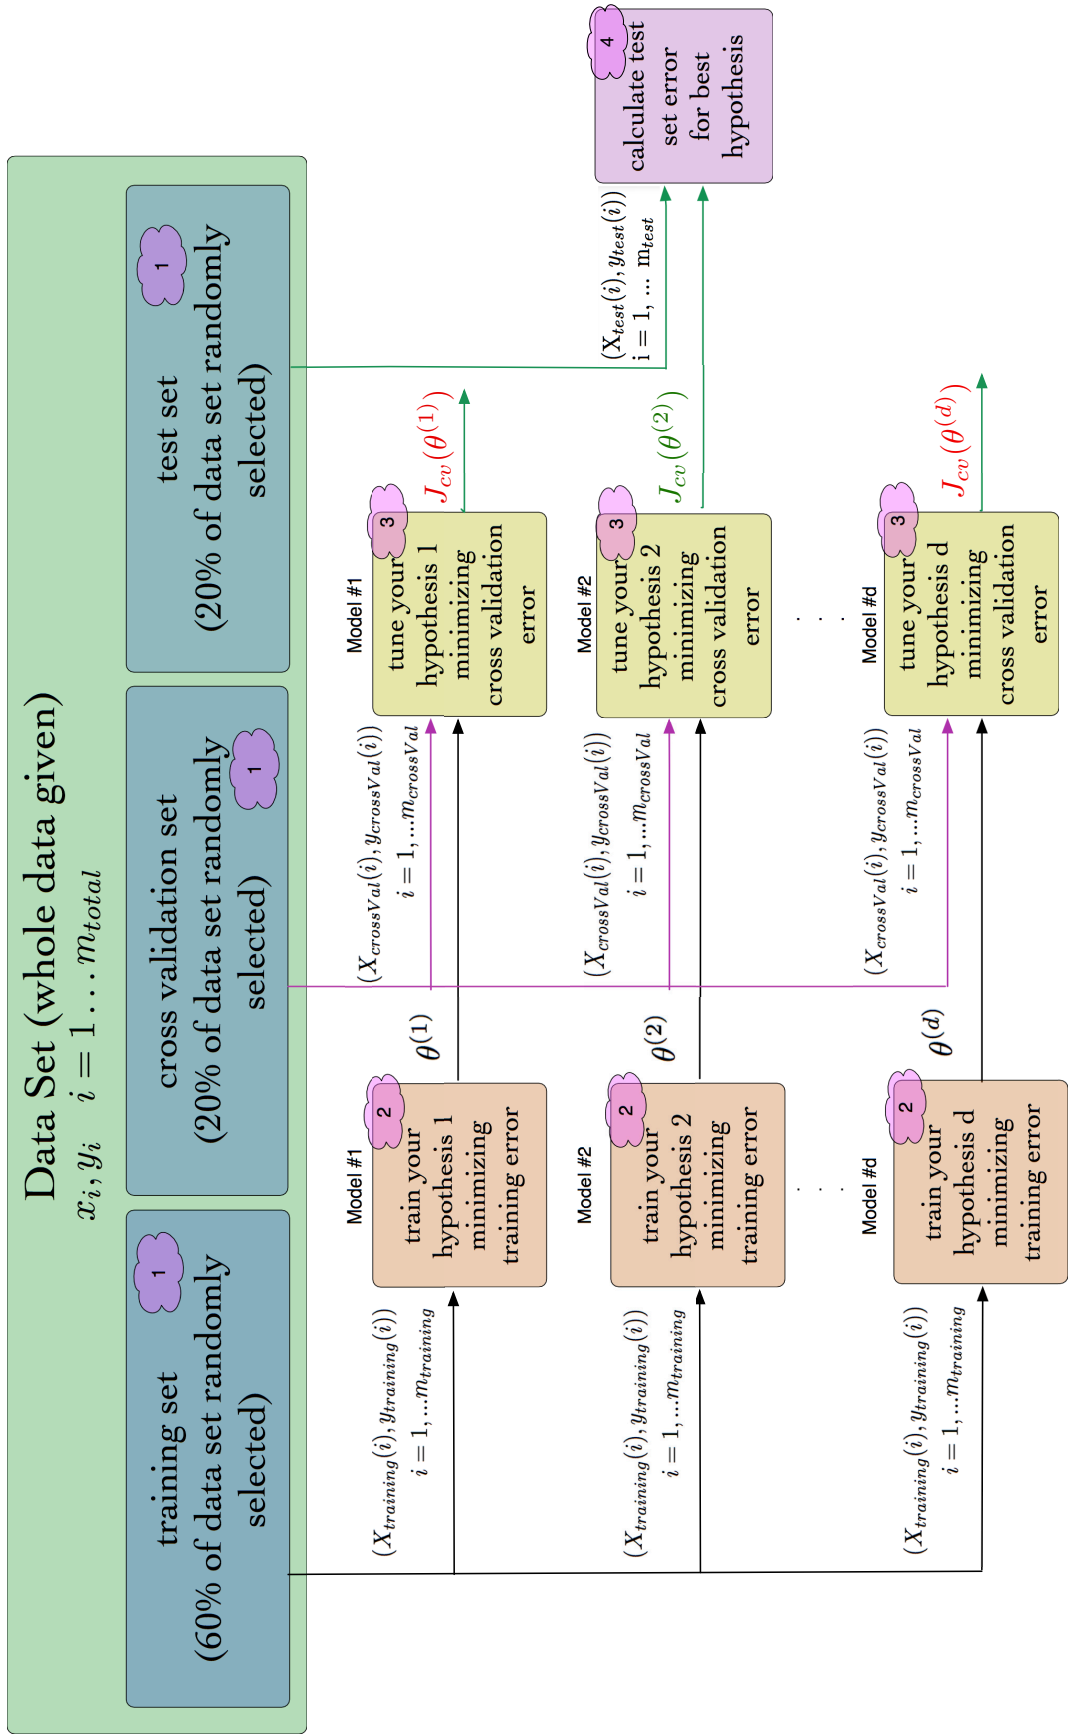 Data Set (whole data given)
x_i, y_i i = 1 . . . m_total
training set
(60% of data set randomly
selected)
1
cross validation set
(20% of data set randomly
selected)
1
test set
(20% of data set randomly
selected)
1
(X_training(i), y_training(i))
i = 1, ...m_training
Model #1
2
train your
hypothesis 1
minimizing
training error
θ^(1)
(X_crossVal(i), y_crossVal(i))
i = 1, ...m_crossVal
Model #1
3
tune your
hypothesis 1
minimizing
cross validation
error
J_cv(θ^(1))
(X_training(i), y_training(i))
i = 1, ...m_training
Model #2
2
train your
hypothesis 2
minimizing
training error
θ^(2)
(X_crossVal(i), y_crossVal(i))
i = 1, ...m_crossVal
Model #2
3
tune your
hypothesis 2
minimizing
cross validation
error
J_cv(θ^(2))
(X_test(i), y_test(i))
i = 1, ... m_test
4
calculate test
set error
for best
hypothesis
. . .
. . .
(X_training(i), y_training(i))
i = 1, ...m_training
Model #d
2
train your
hypothesis d
minimizing
training error
θ^(d)
(X_crossVal(i), y_crossVal(i))
i = 1, ...m_crossVal
Model #d
3
tune your
hypothesis d
minimizing
cross validation
error
J_cv(θ^(d))